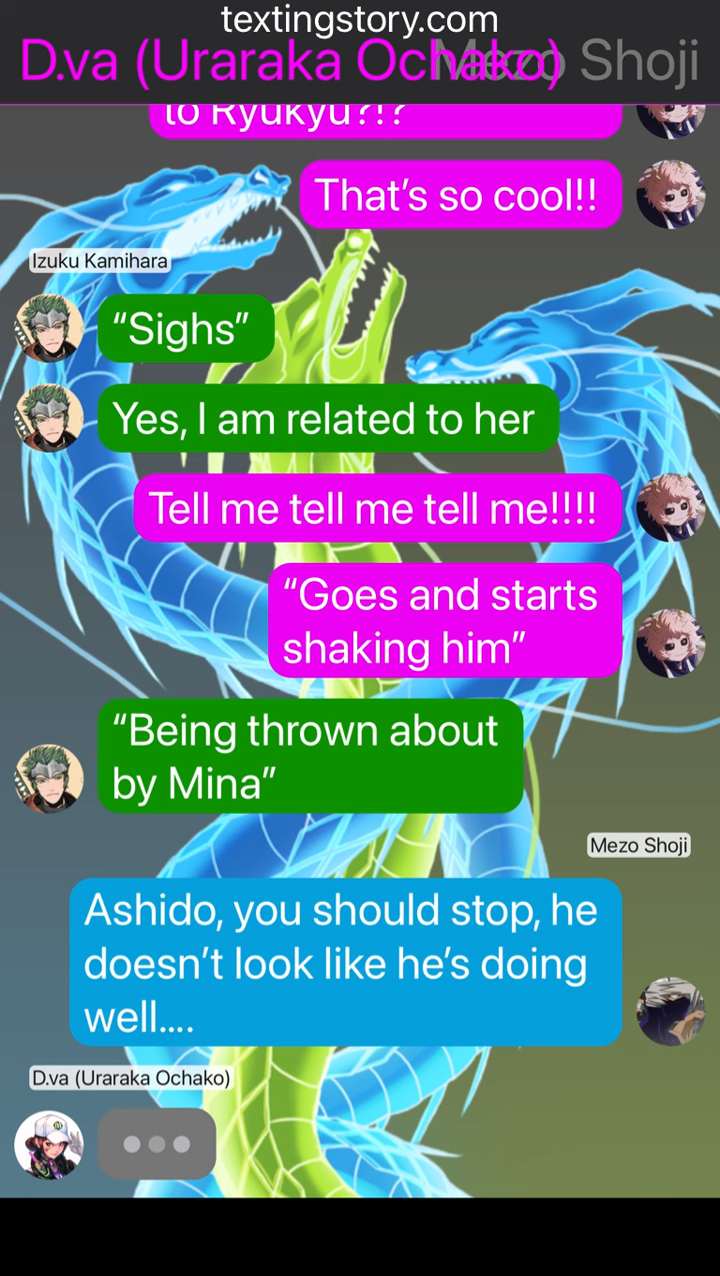 textingstory.com
D.va (Uraraka Ochako) Mezo Shoji
to Ryukyu?!?
That’s so cool!!
Izuku Kamihara
“Sighs”
Yes, I am related to her
Tell me tell me tell me!!!!
“Goes and starts
shaking him”
“Being thrown about
by Mina”
Mezo Shoji
Ashido, you should stop, he
doesn’t look like he’s doing
well....
D.va (Uraraka Ochako)